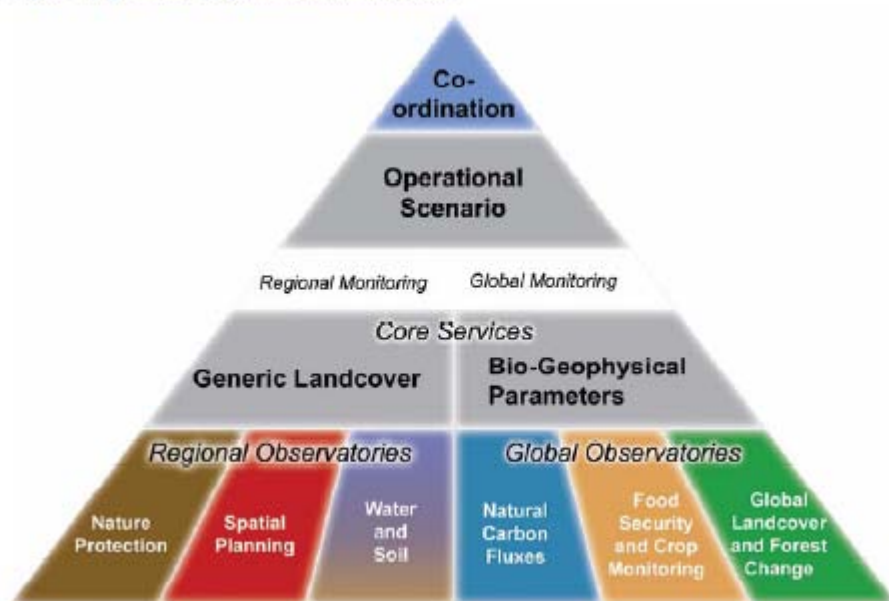 Co-
ordination
Operational
Scenario
Regional Monitoring
Global Monitoring
Core Services
Generic Landcover
Bio-Geophysical
Parameters
Regional Observatories
Global Observatories
Nature
Protection
Spatial
Planning
Water
and
Soil
Natural
Carbon
Fluxes
Food
Security
and Crop
Monitoring
Global
Landcover
and Forest
Change